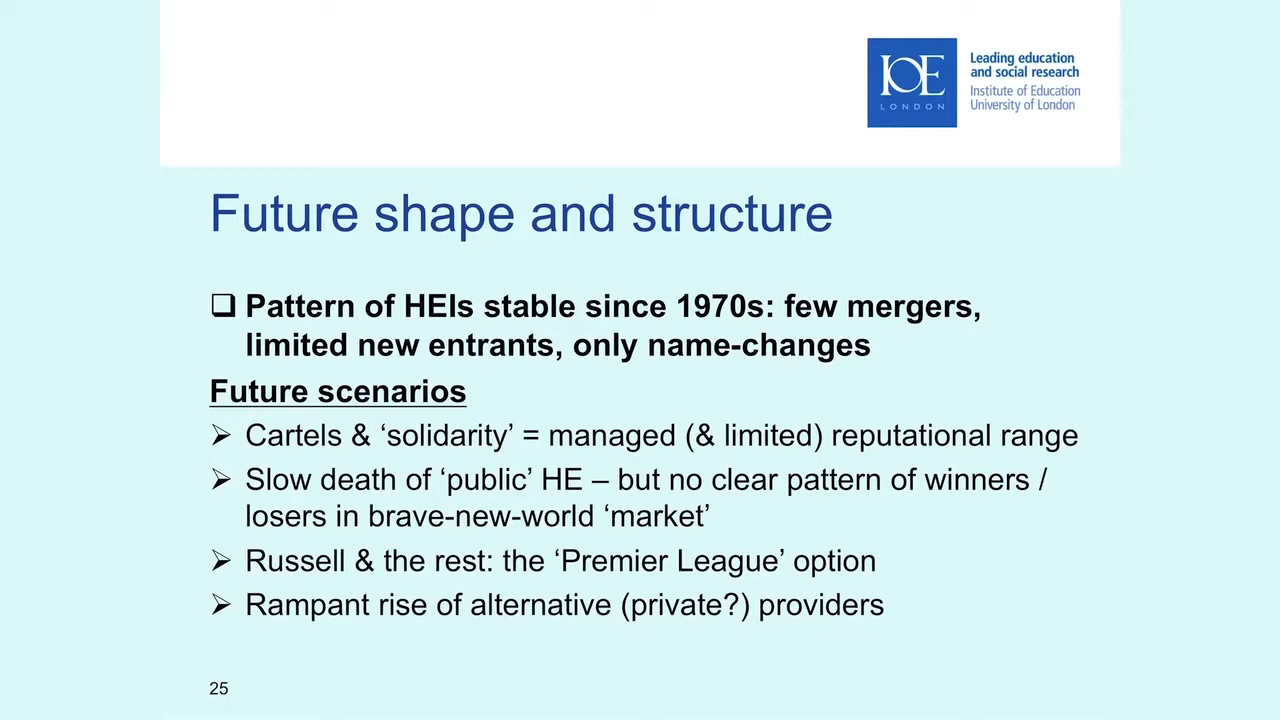 IOE
LONDON
Leading education
and social research
Institute of Education
University of London
Future shape and structure
❑ Pattern of HEIs stable since 1970s: few mergers,
limited new entrants, only name-changes
Future scenarios
➢ Cartels & ‘solidarity’ = managed (& limited) reputational range
➢ Slow death of ‘public’ HE – but no clear pattern of winners /
losers in brave-new-world ‘market’
➢ Russell & the rest: the ‘Premier League’ option
➢ Rampant rise of alternative (private?) providers
25